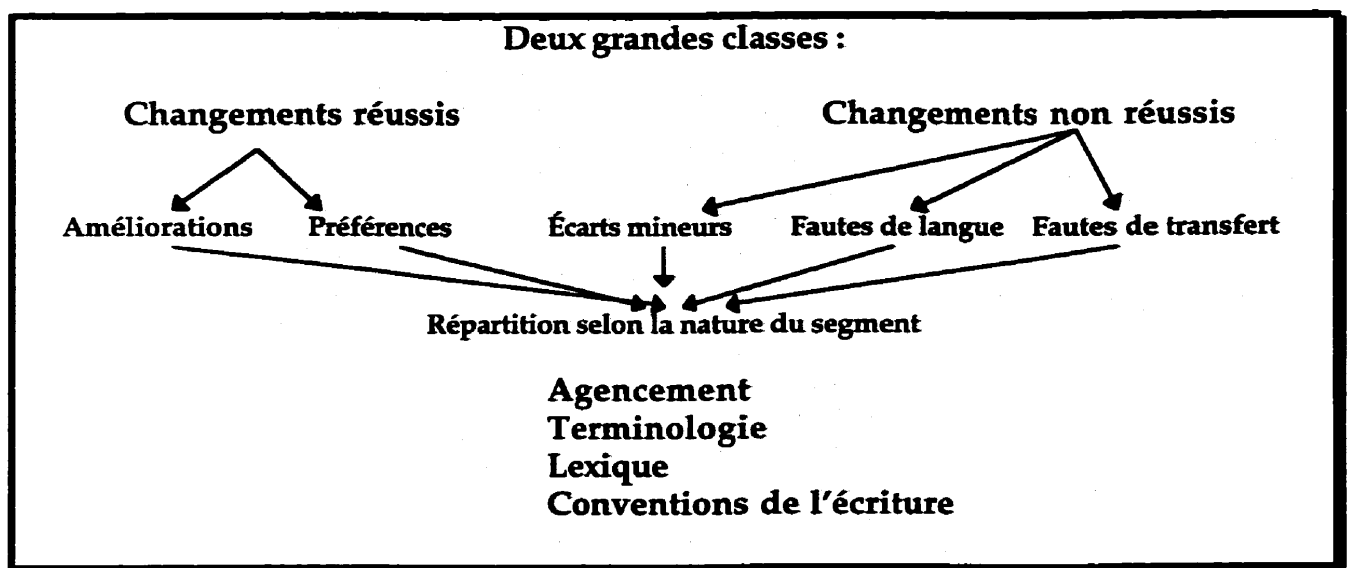 Deux grandes classes :
Changements réussis
Changements non réussis
Améliorations
Préférences
Écarts mineurs
Fautes de langue
Fautes de transfert
Répartition selon la nature du segment
Agencement
Terminologie
Lexique
Conventions de l'écriture